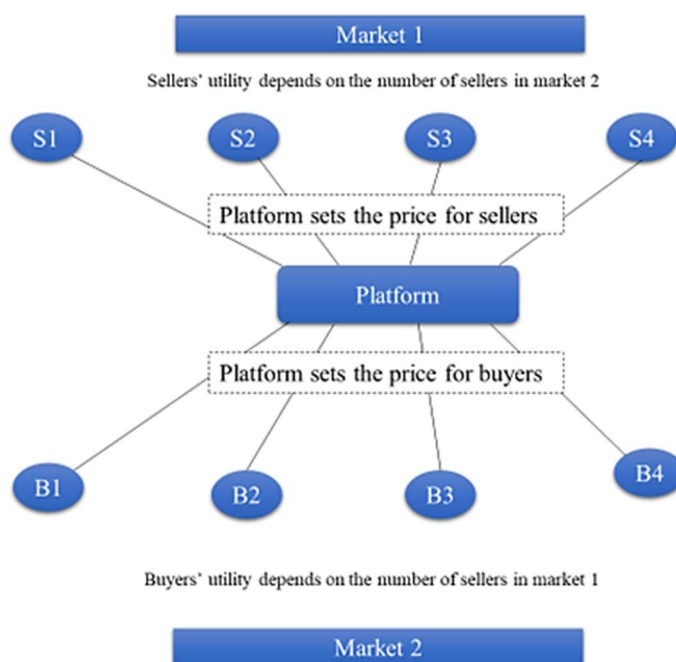 Market 1
Sellers' utility depends on the number of sellers in market 2
S1 S2 S3 S4
Platform sets the price for sellers
Platform
Platform sets the price for buyers
B1 B2 B3 B4
Buyers' utility depends on the number of sellers in market 1
Market 2